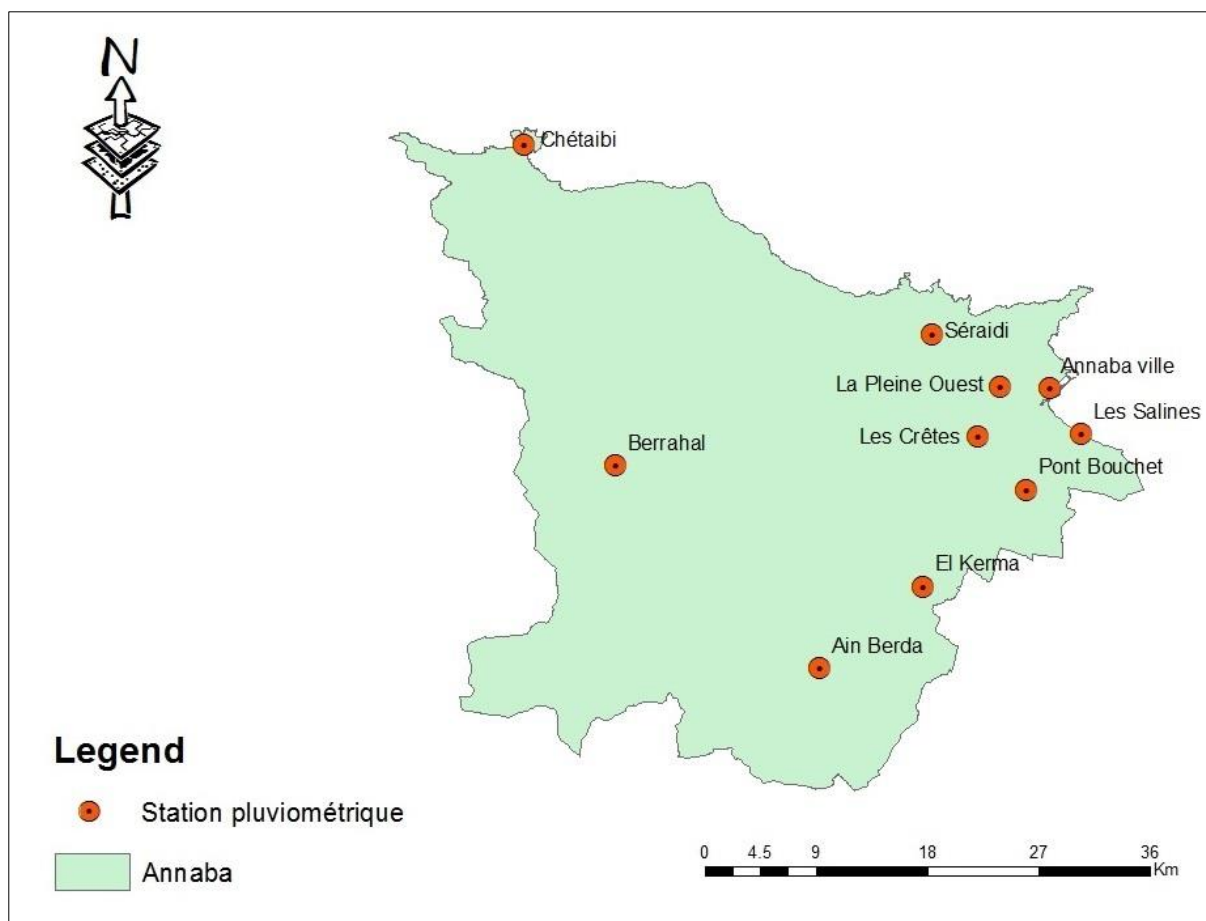 N
Chétaibi
Séraidi
Annaba ville
La Pleine Ouest
Les Salines
Les Crêtes
Berrahal
Pont Bouchet
El Kerma
Ain Berda
Legend
Station pluviométrique
Annaba
0 4.5 9 18 27 36
Km